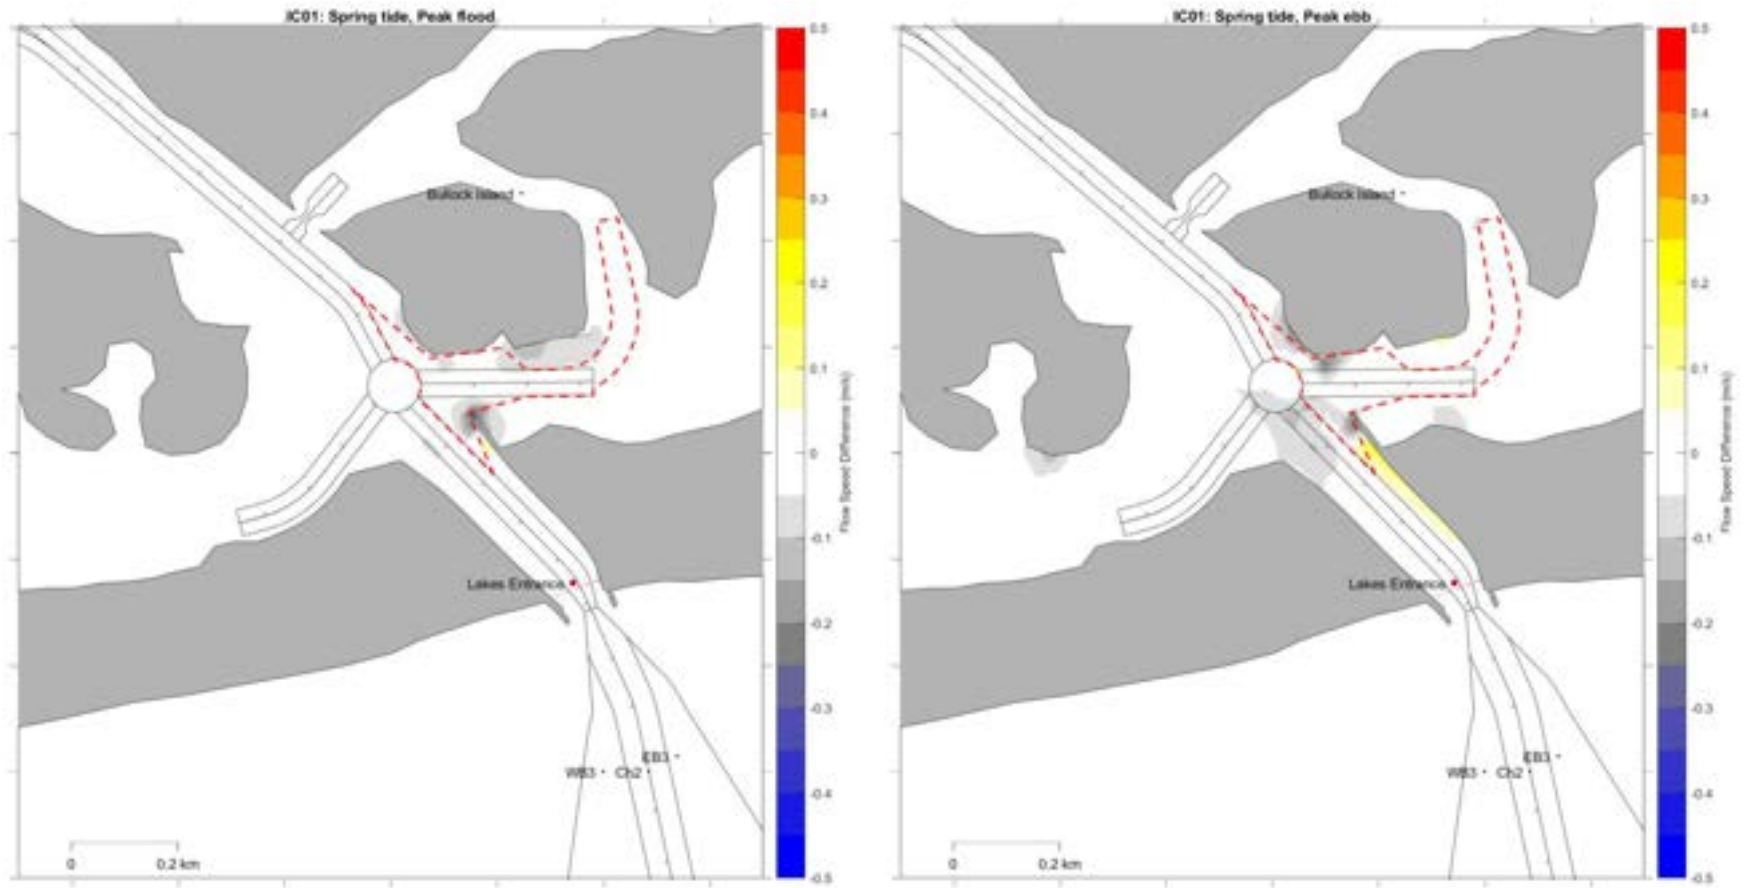 IC01: Spring tide, Peak flood
0.5
0.4
0.3
0.2
0.1
0
-0.1
-0.2
-0.3
-0.4
-0.5
Flow Speed Difference (m/s)
Bullock Island
Lakes Entrance
EB3
WB3 Ch2
0 0.2 km
IC01: Spring tide, Peak ebb
0.5
0.4
0.3
0.2
0.1
0
-0.1
-0.2
-0.3
-0.4
-0.5
Flow Speed Difference (m/s)
Bullock Island
Lakes Entrance
EB3
WB3 Ch2
0 0.2 km